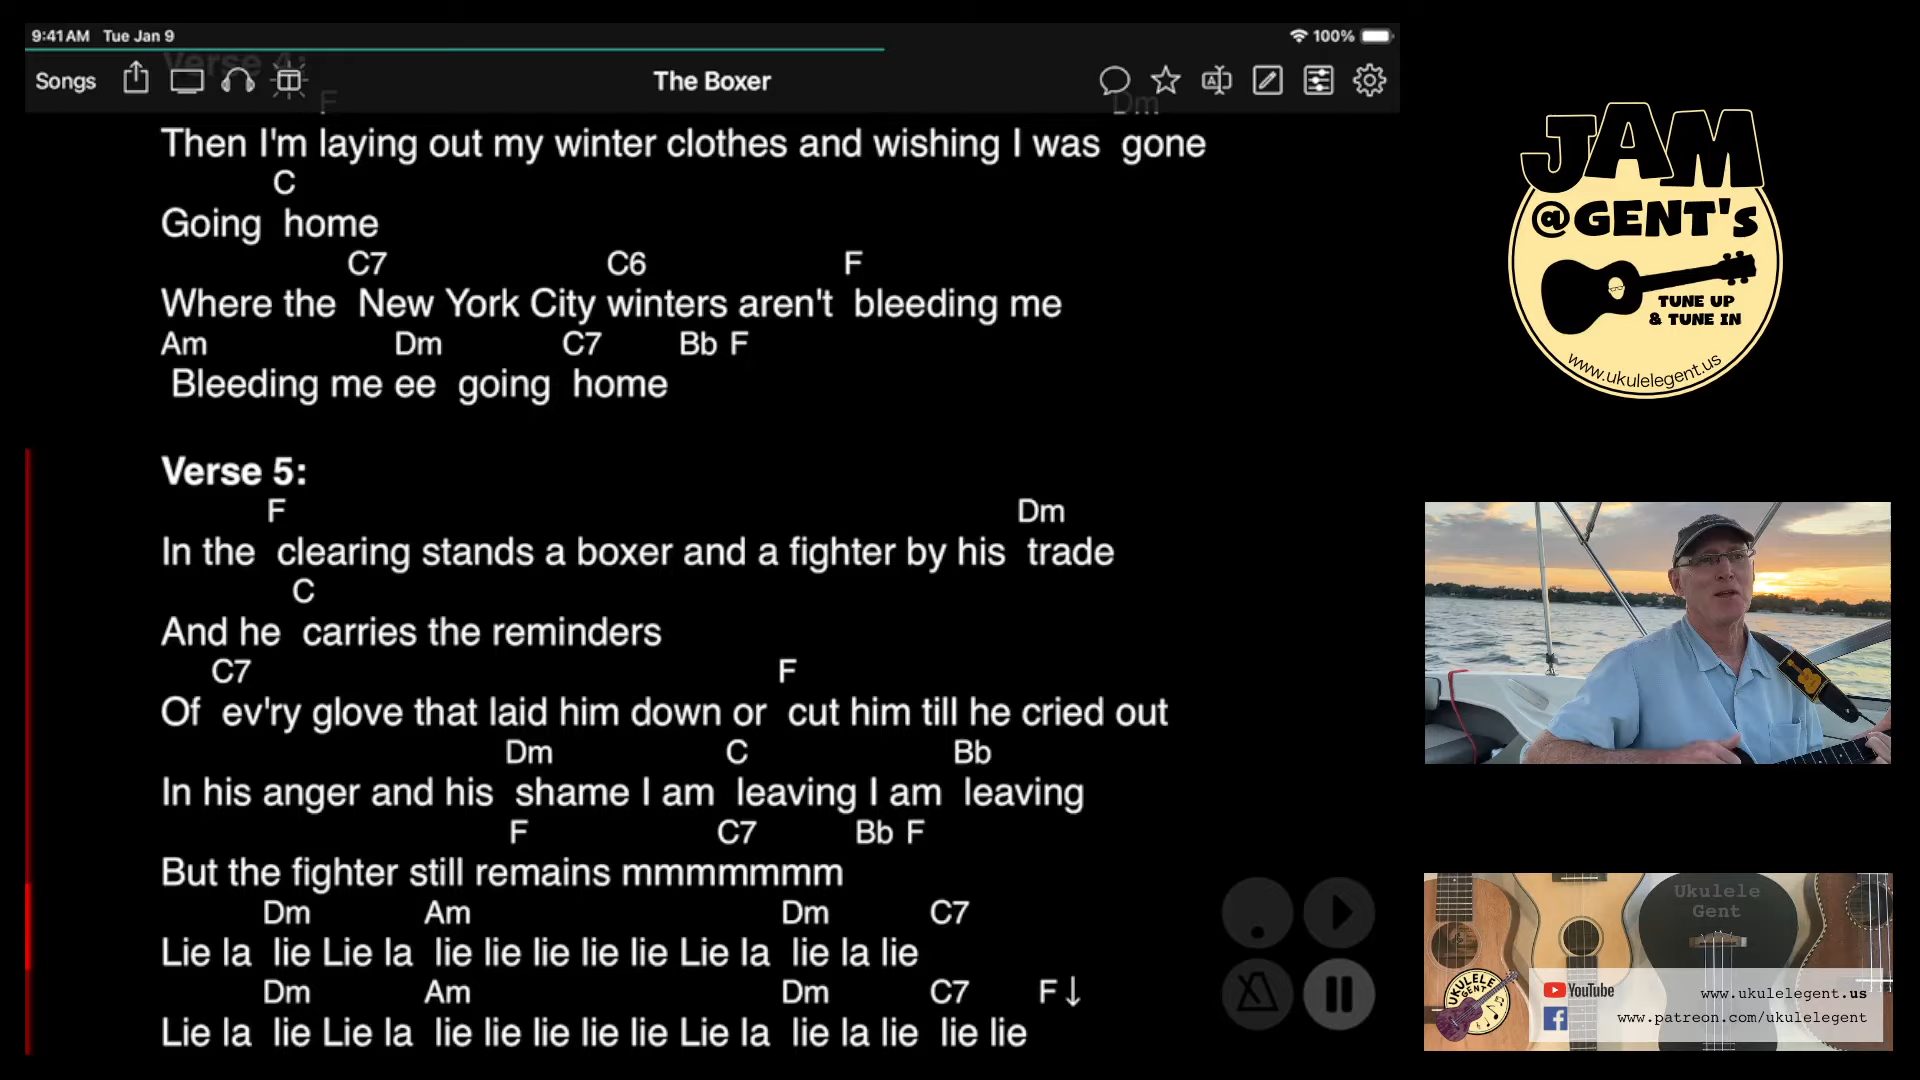 9:41 AM Tue Jan 9
100%
Verse 4:
Songs
The Boxer
F Dm
Then I'm laying out my winter clothes and wishing I was gone
C
Going home
C7 C6 F
Where the New York City winters aren't bleeding me
Am Dm C7 Bb F
Bleeding me ee going home
Verse 5:
F Dm
In the clearing stands a boxer and a fighter by his trade
C
And he carries the reminders
C7 F
Of ev'ry glove that laid him down or cut him till he cried out
Dm C Bb
In his anger and his shame I am leaving I am leaving
F C7 Bb F
But the fighter still remains mmmmmmm
Dm Am Dm C7
Lie la lie Lie la lie lie lie lie lie Lie la lie la lie
Dm Am Dm C7 F↓
Lie la lie Lie la lie lie lie lie lie Lie la lie la lie lie lie
JAM
@GENT's
TUNE UP
& TUNE IN
www.ukulelegent.us
Ukulele
Gent
UKULELE
GENT
YouTube
www.ukulelegent.us
www.patreon.com/ukulelegent